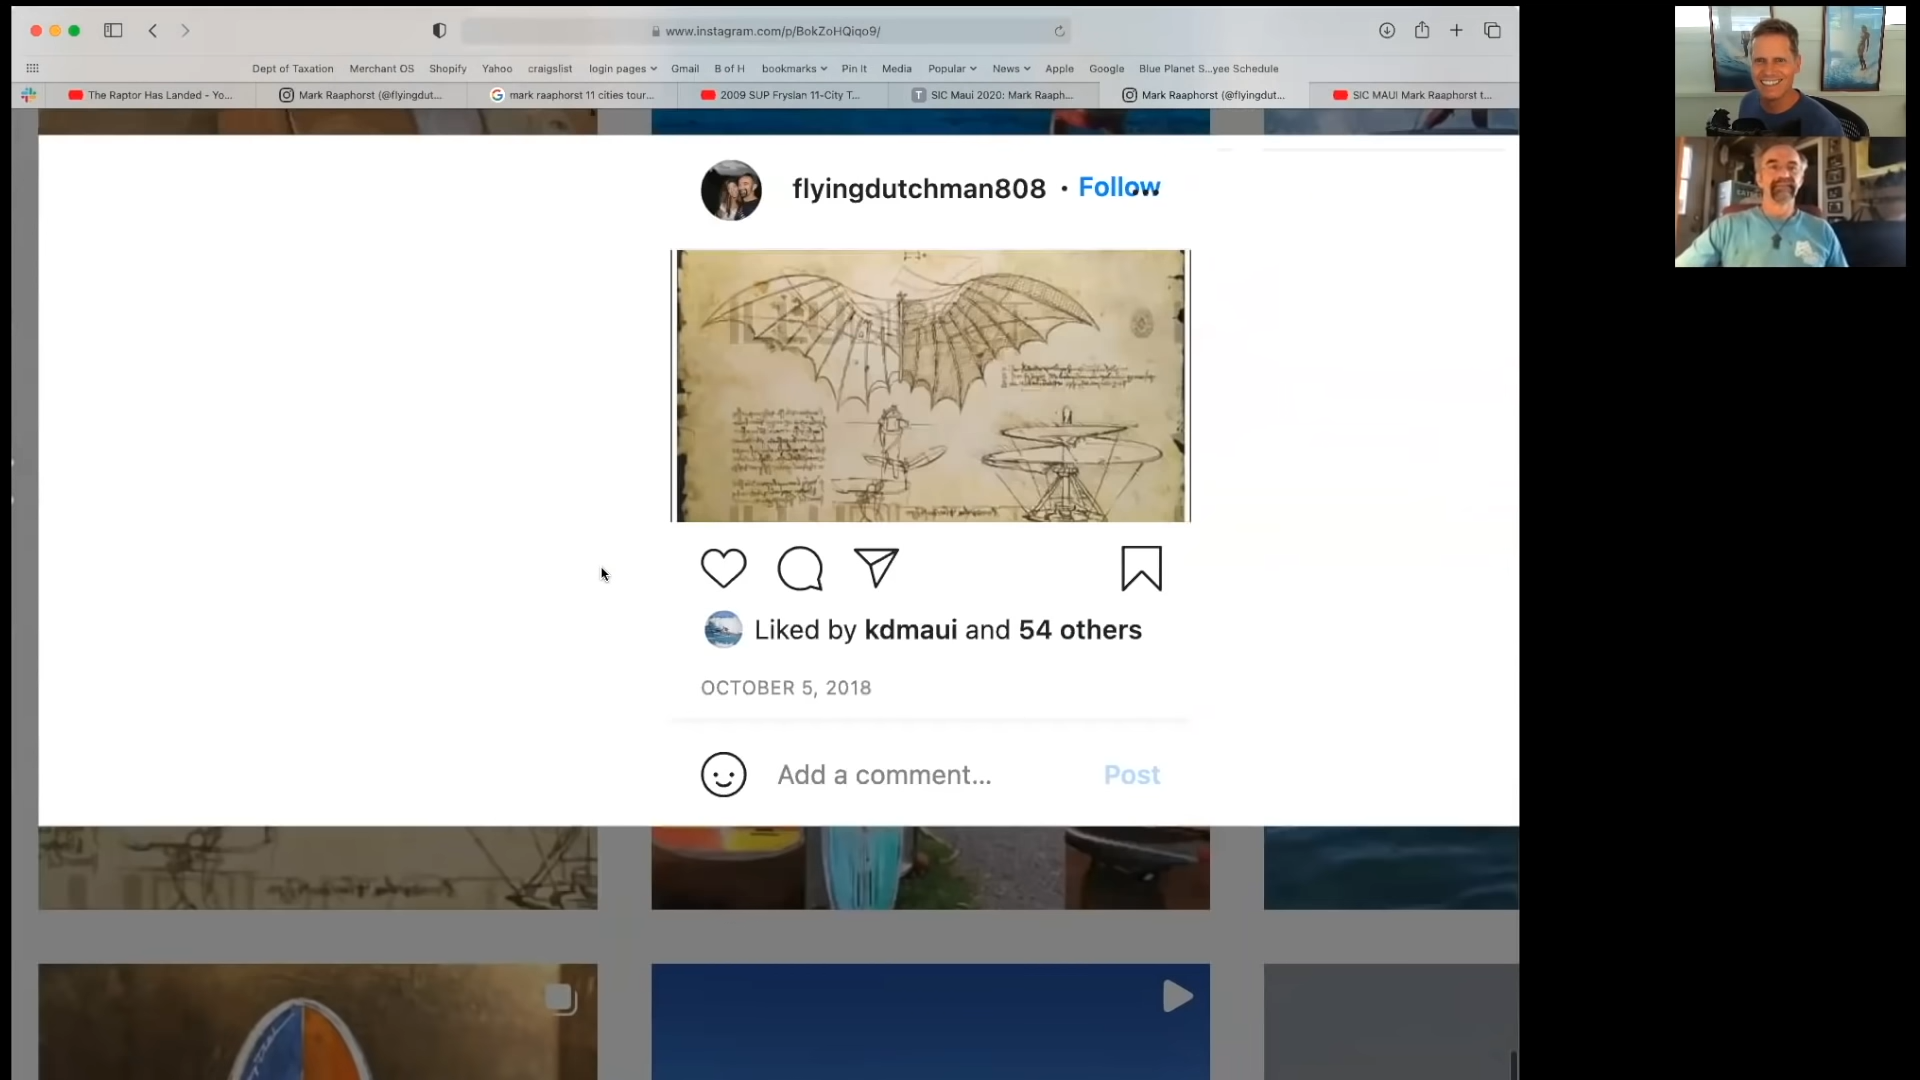 www.instagram.com/p/BokZoHQiqo9/
Dept of Taxation Merchant OS Shopify Yahoo craigslist login pages Gmail B of H bookmarks Pin It Media Popular News Apple Google Blue Planet S...yee Schedule
The Raptor Has Landed - Yo... Mark Raaphorst (@flyingdut... mark raaphorst 11 cities tour... 2009 SUP Fryslan 11-City T... SIC Maui 2020: Mark Raaph... Mark Raaphorst (@flyingdut... SIC MAUI Mark Raaphorst t...
flyingdutchman808 • Follow
Liked by kdmaui and 54 others
OCTOBER 5, 2018
Add a comment... Post